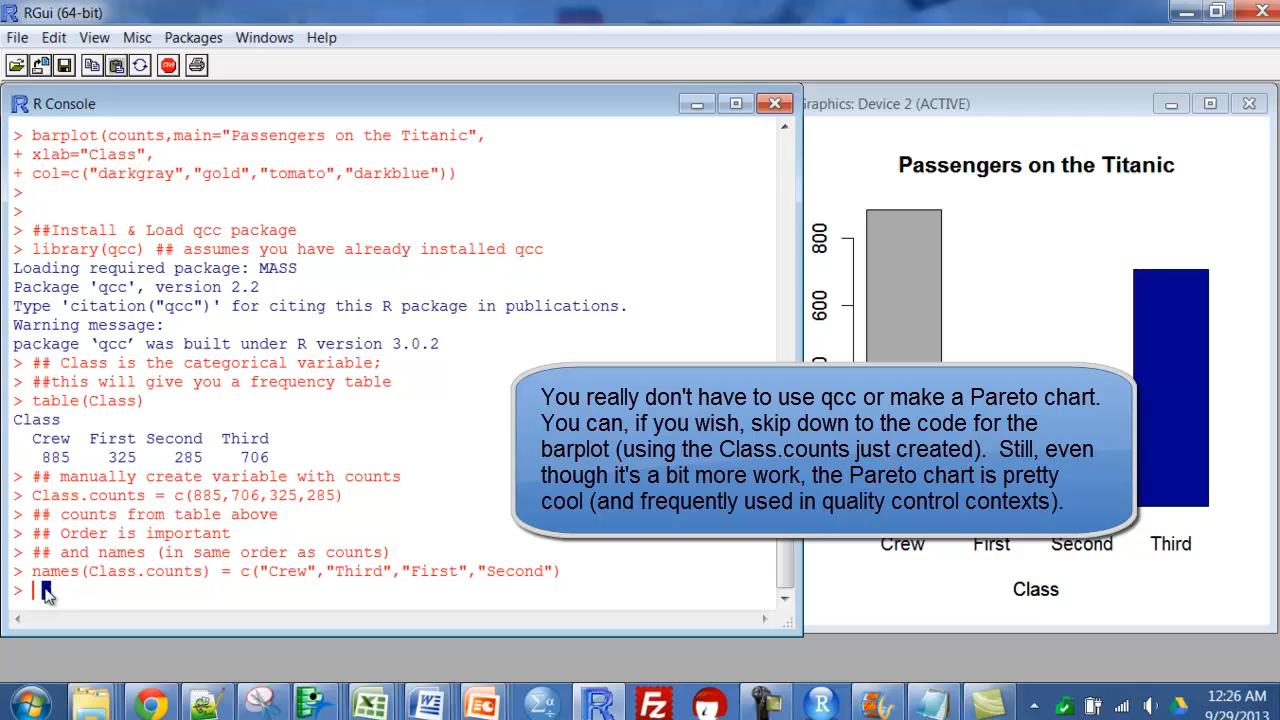 RGui (64-bit)
File Edit View Misc Packages Windows Help
STOP
R Console
> barplot(counts,main="Passengers on the Titanic",
+ xlab="Class",
+ col=c("darkgray","gold","tomato","darkblue"))
>
>
> ##Install & Load qcc package
> library(qcc) ## assumes you have already installed qcc
Loading required package: MASS
Package 'qcc', version 2.2
Type 'citation("qcc")' for citing this R package in publications.
Warning message:
package ‘qcc’ was built under R version 3.0.2
> ## Class is the categorical variable;
> ##this will give you a frequency table
> table(Class)
Class
Crew First Second Third
885 325 285 706
> ## manually create variable with counts
> Class.counts = c(885,706,325,285)
> ## counts from table above
> ## Order is important
> ## and names (in same order as counts)
> names(Class.counts) = c("Crew","Third","First","Second")
>
Graphics: Device 2 (ACTIVE)
Passengers on the Titanic
800
600
You really don't have to use qcc or make a Pareto chart.
You can, if you wish, skip down to the code for the
barplot (using the Class.counts just created). Still, even
though it's a bit more work, the Pareto chart is pretty
cool (and frequently used in quality control contexts).
Crew First Second Third
Class
12:26 AM
9/29/2013